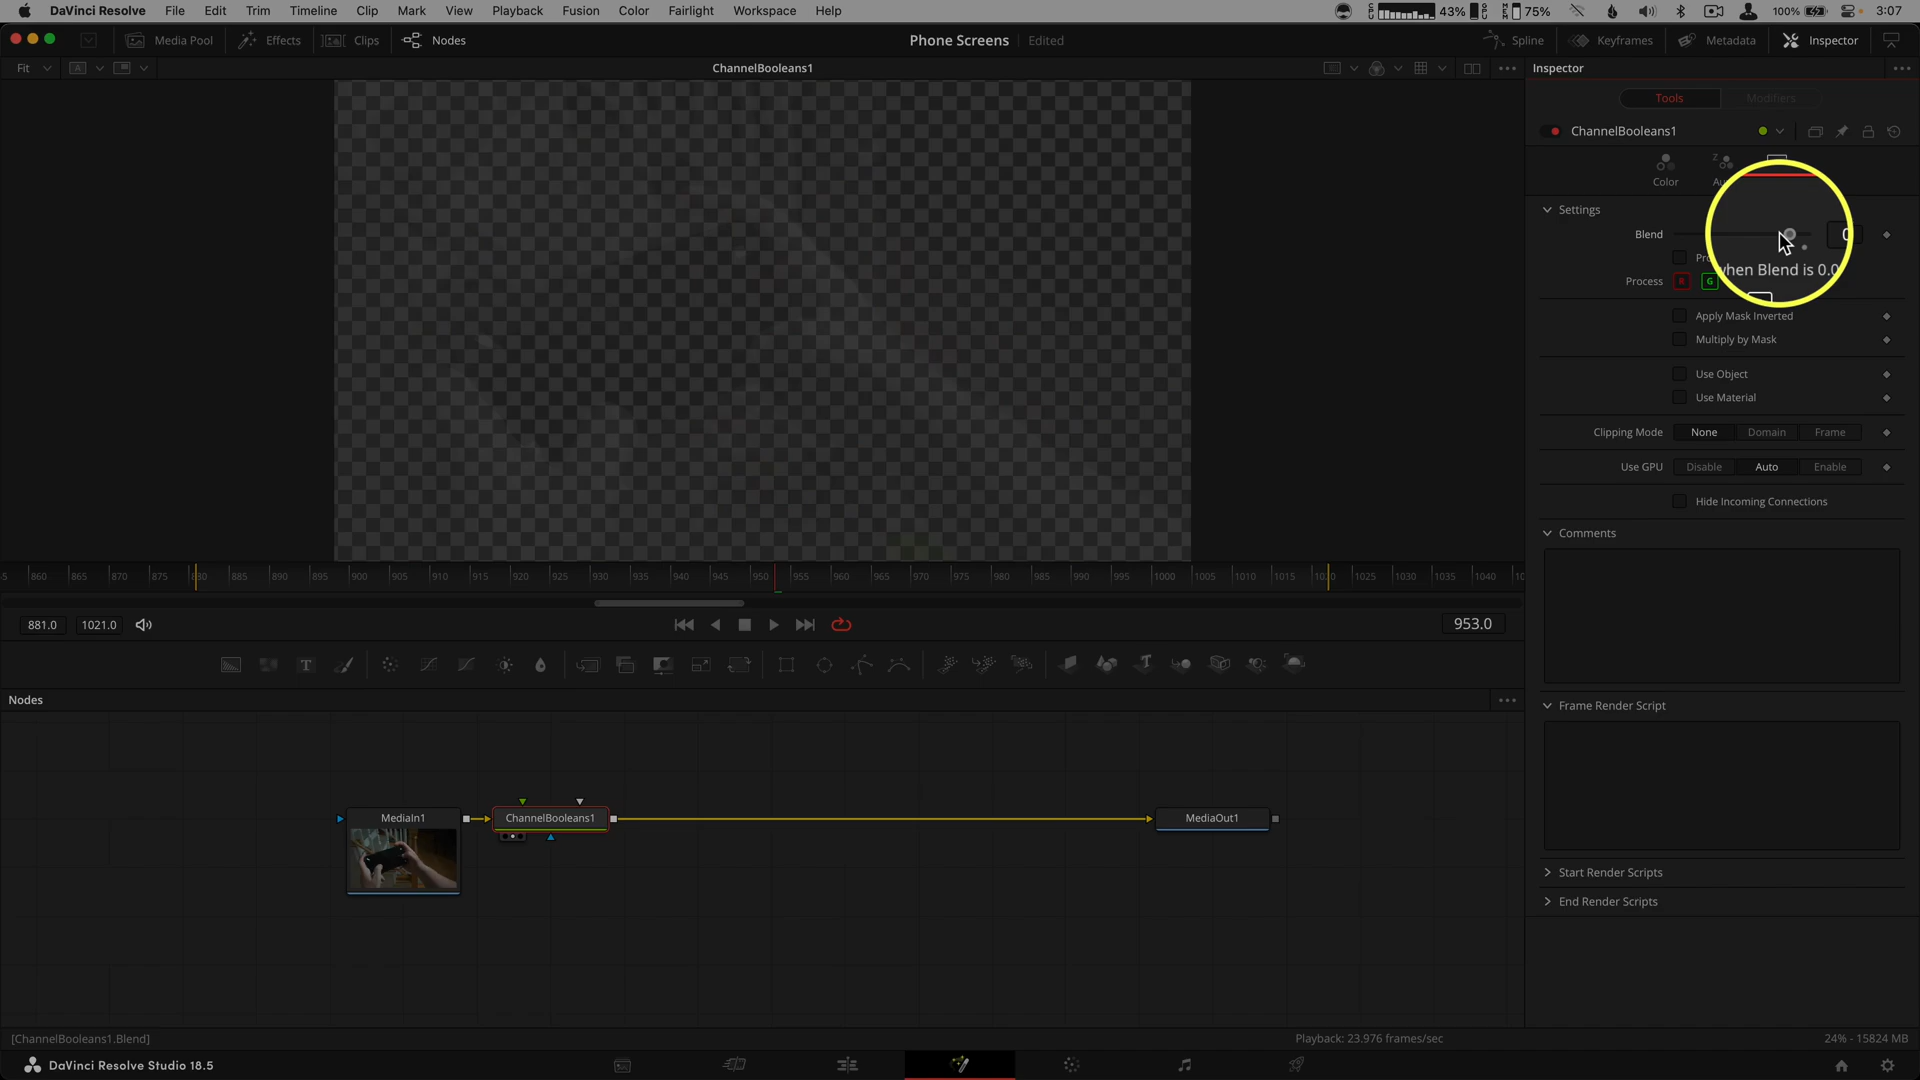 DaVinci Resolve File Edit Trim Timeline Clip Mark View Playback Fusion Color Fairlight Workspace Help 43% 75% 100% 3:07
Media Pool Effects Clips Nodes Phone Screens Edited Spline Keyframes Metadata Inspector
Fit A ChannelBooleans1 Inspector
Tools Modifiers
ChannelBooleans1
Color
Settings
Blend
when Blend is 0.0
Process R G
Apply Mask Inverted
Multiply by Mask
Use Object
Use Material
Clipping Mode None Domain Frame
Use GPU Disable Auto Enable
Hide Incoming Connections
Comments
860 865 870 875 880 885 890 895 900 905 910 915 920 925 930 935 940 945 950 955 960 965 970 975 980 985 990 995 1000 1005 1010 1015 1025 1030 1035 1040
881.0 1021.0 953.0
Nodes
Frame Render Script
MediaIn1 ChannelBooleans1 MediaOut1
Start Render Scripts
End Render Scripts
[ChannelBooleans1.Blend] Playback: 23.976 frames/sec 24% - 15824 MB
DaVinci Resolve Studio 18.5